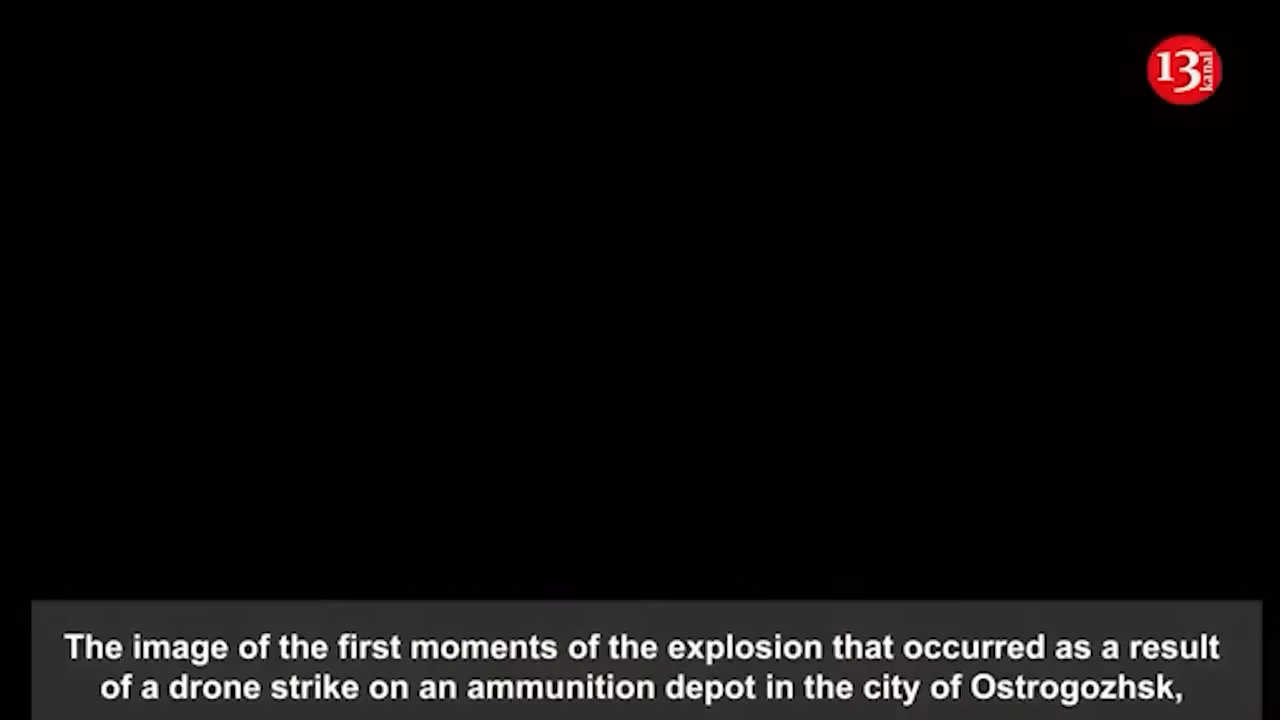 13 kanal
The image of the first moments of the explosion that occurred as a result
of a drone strike on an ammunition depot in the city of Ostrogozhsk,